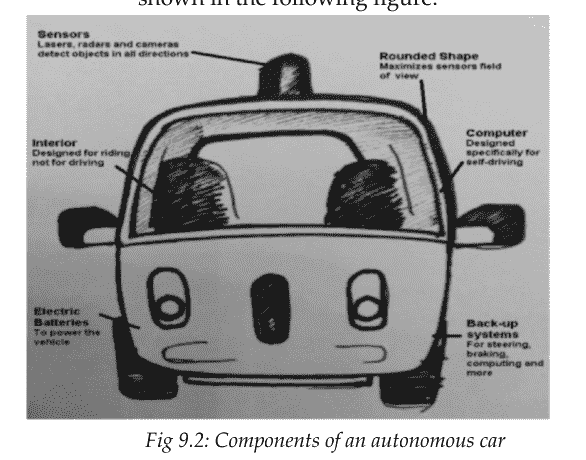 shown in the following figure.
Sensors
Lasers, radars and cameras
detect objects in all directions
Rounded Shape
Maximizes sensors field
of view
Interior
Designed for riding
not for driving
Computer
Designed
specifically for
self-driving
Electric
Batteries
To power the
vehicle
Back-up
systems
For steering,
braking,
computing and
more
Fig 9.2: Components of an autonomous car